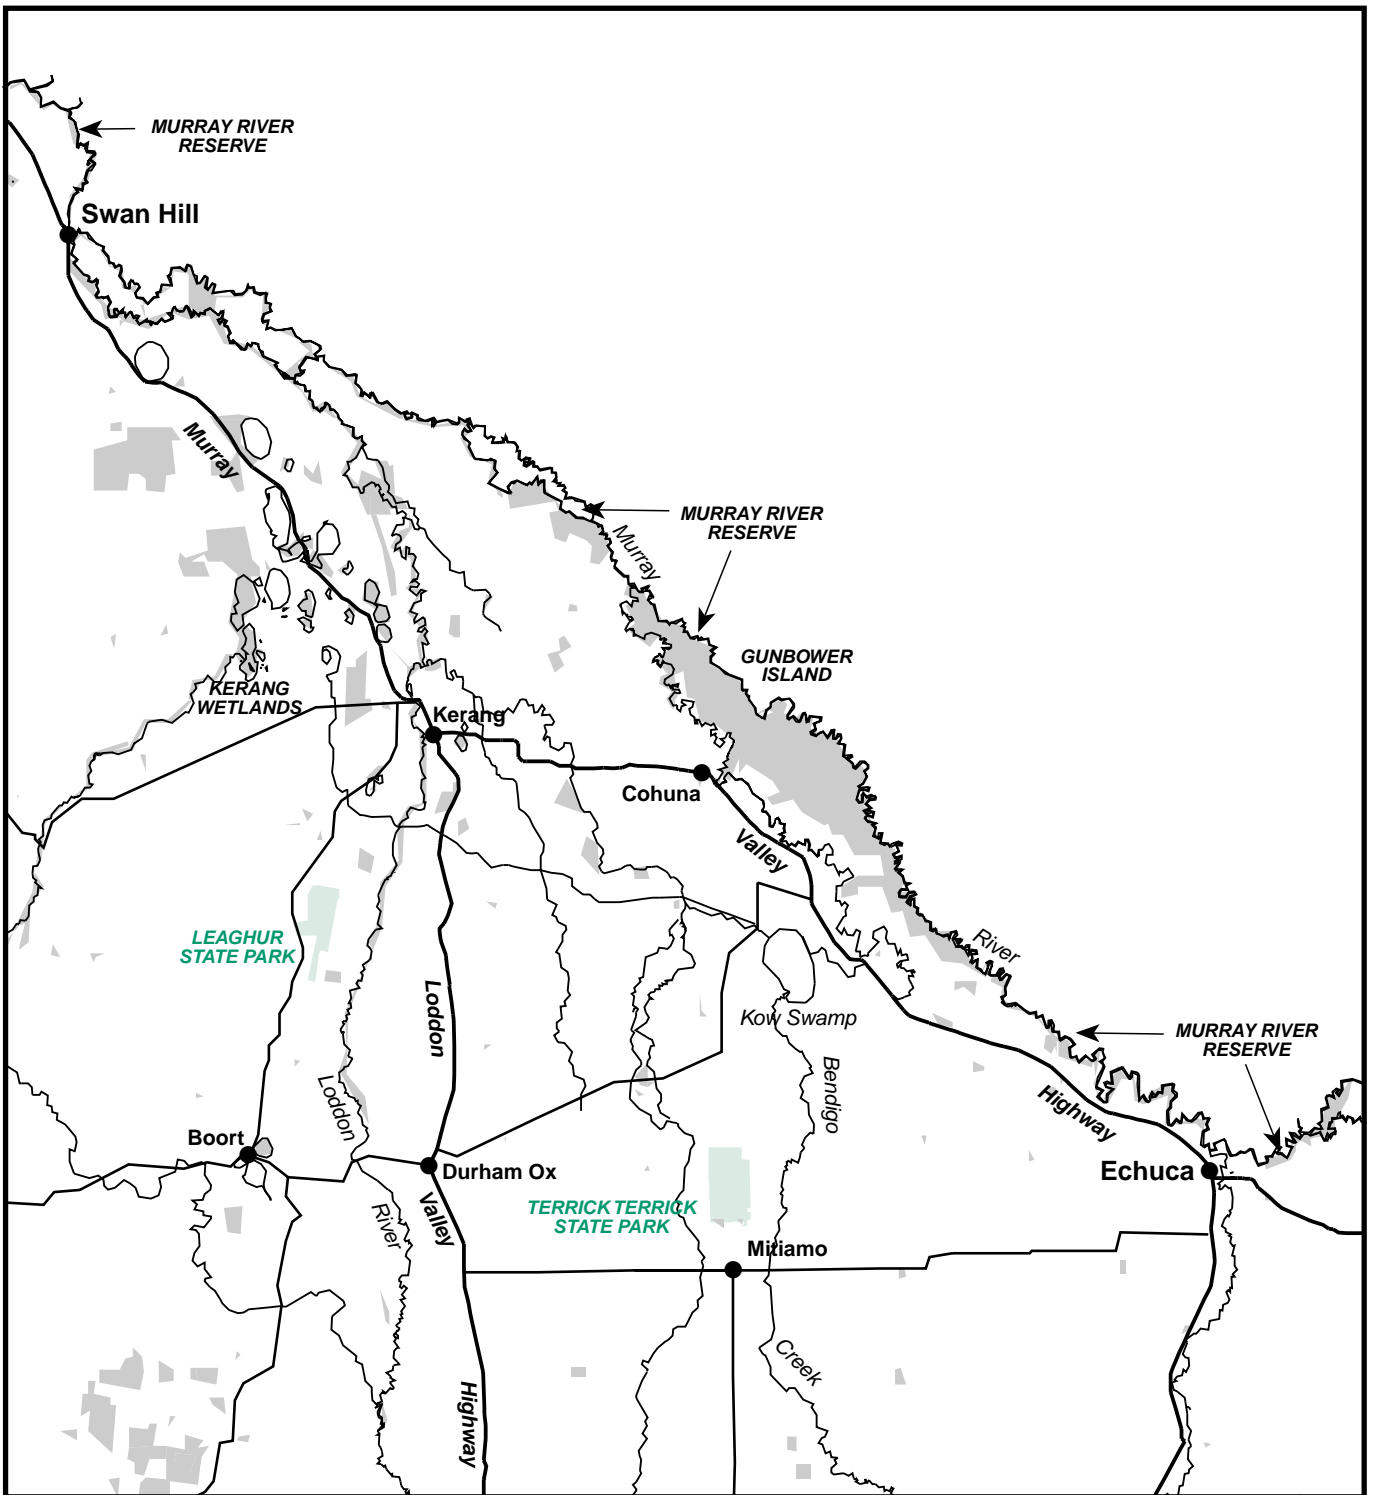 MURRAY RIVER
RESERVE
Swan Hill
Murray
MURRAY RIVER
RESERVE
Murray
GUNBOWER
ISLAND
KERANG
WETLANDS
Kerang
Cohuna
Valley
LEAGHUR
STATE PARK
River
Loddon
Kow Swamp
MURRAY RIVER
RESERVE
Bendigo
Loddon
Highway
Boort
Durham Ox
Echuca
Valley
River
TERRICK TERRICK
STATE PARK
Mitiamo
Creek
Highway